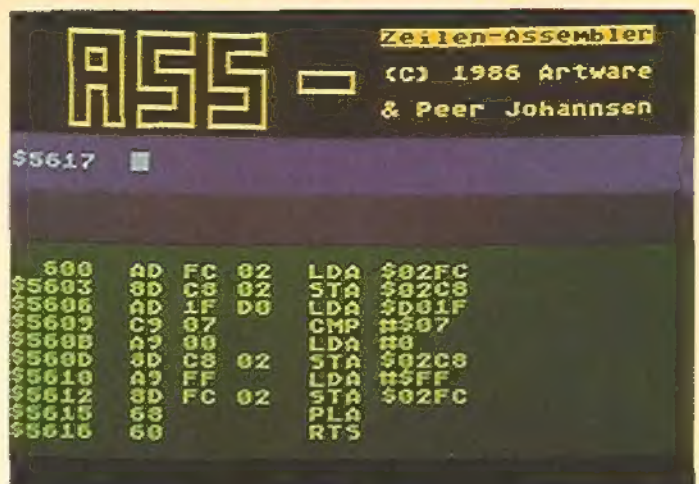 ASS-
Zeilen-Assembler
(C) 1986 Artware
& Peer Johannsen
$5617
600 AD FC 02 LDA $02FC
$5603 8D C8 02 STA $02C8
$5606 AD 1F D0 LDA $D01F
$5609 C9 07 CMP #$07
$560B A9 00 LDA #0
$560D 8D C8 02 STA $02C8
$5610 A9 FF LDA #$FF
$5612 8D FC 02 STA $02FC
$5615 68 PLA
$5616 60 RTS